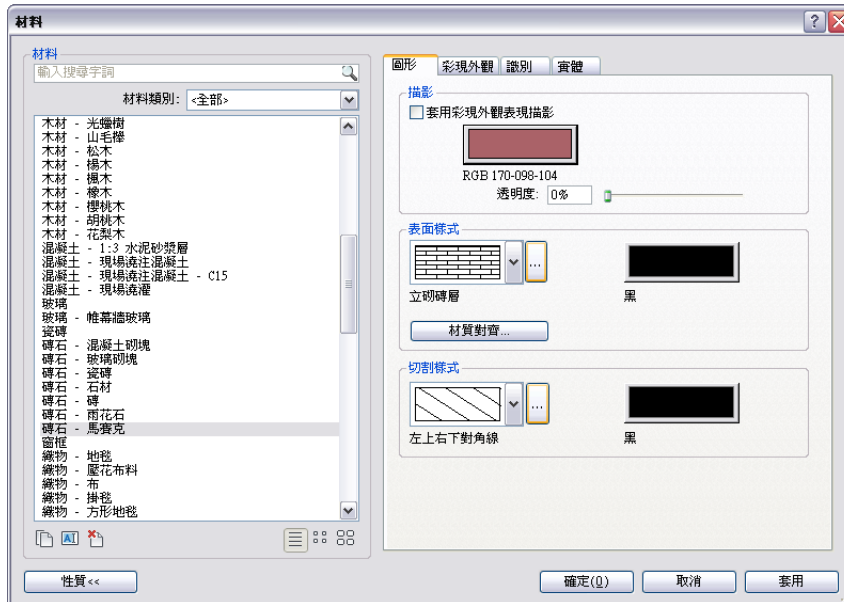 材料
材料
輸入搜尋字詞
材料類別: <全部>
木材 - 光蠟樹
木材 - 山毛櫸
木材 - 松木
木材 - 楊木
木材 - 楓木
木材 - 橡木
木材 - 櫻桃木
木材 - 胡桃木
木材 - 花梨木
混凝土 - 1:3 水泥砂漿層
混凝土 - 現場澆注混凝土
混凝土 - 現場澆注混凝土 - C15
混凝土 - 現場澆灌
玻璃
玻璃 - 帷幕牆玻璃
瓷磚
磚石 - 混凝土砌塊
磚石 - 玻璃砌塊
磚石 - 瓷磚
磚石 - 石材
磚石 - 磚
磚石 - 雨花石
磚石 - 馬賽克
窗框
織物 - 地毯
織物 - 壓花布料
織物 - 布
織物 - 掛毯
織物 - 方形地毯
AI
性質<<
圖形 彩現外觀 識別 實體
描影
套用彩現外觀表現描影
RGB 170-098-104
透明度: 0%
表面樣式
...
立砌磚層 黑
材質對齊...
切割樣式
...
左上右下對角線 黑
確定(O) 取消 套用